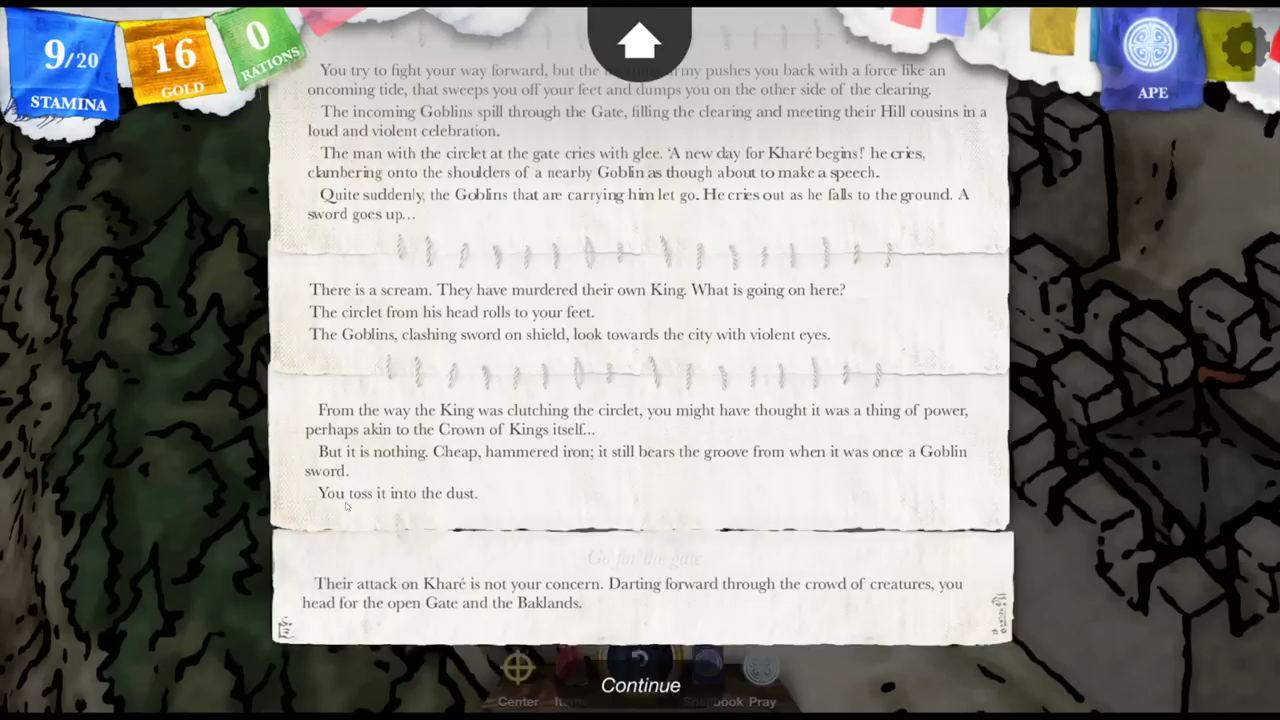 9/20
STAMINA
16
GOLD
0
RATIONS
APE
You try to fight your way forward, but the pushes you back with a force like an
oncoming tide, that sweeps you off your feet and dumps you on the other side of the clearing.
The incoming Goblins spill through the Gate, filling the clearing and meeting their Hill cousins in a
loud and violent celebration.
The man with the circlet at the gate cries with glee. 'A new day for Kharé begins!' he cries,
clambering onto the shoulders of a nearby Goblin as though about to make a speech.
Quite suddenly, the Goblins that are carrying him let go. He cries out as he falls to the ground. A
sword goes up...
There is a scream. They have murdered their own King. What is going on here?
The circlet from his head rolls to your feet.
The Goblins, clashing sword on shield, look towards the city with violent eyes.
From the way the King was clutching the circlet, you might have thought it was a thing of power,
perhaps akin to the Crown of Kings itself...
But it is nothing. Cheap, hammered iron; it still bears the groove from when it was once a Goblin
sword.
You toss it into the dust.
Go for the gate
Their attack on Kharé is not your concern. Darting forward through the crowd of creatures, you
head for the open Gate and the Baklands.
Continue
Center Pray